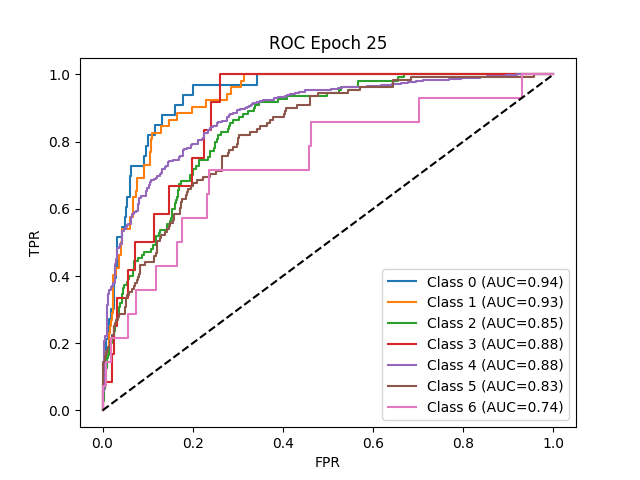 ROC Epoch 25
TPR
1.0
0.8
0.6
0.4
0.2
0.0
Class 0 (AUC=0.94)
Class 1 (AUC=0.93)
Class 2 (AUC=0.85)
Class 3 (AUC=0.88)
Class 4 (AUC=0.88)
Class 5 (AUC=0.83)
Class 6 (AUC=0.74)
0.0 0.2 0.4 0.6 0.8 1.0
FPR